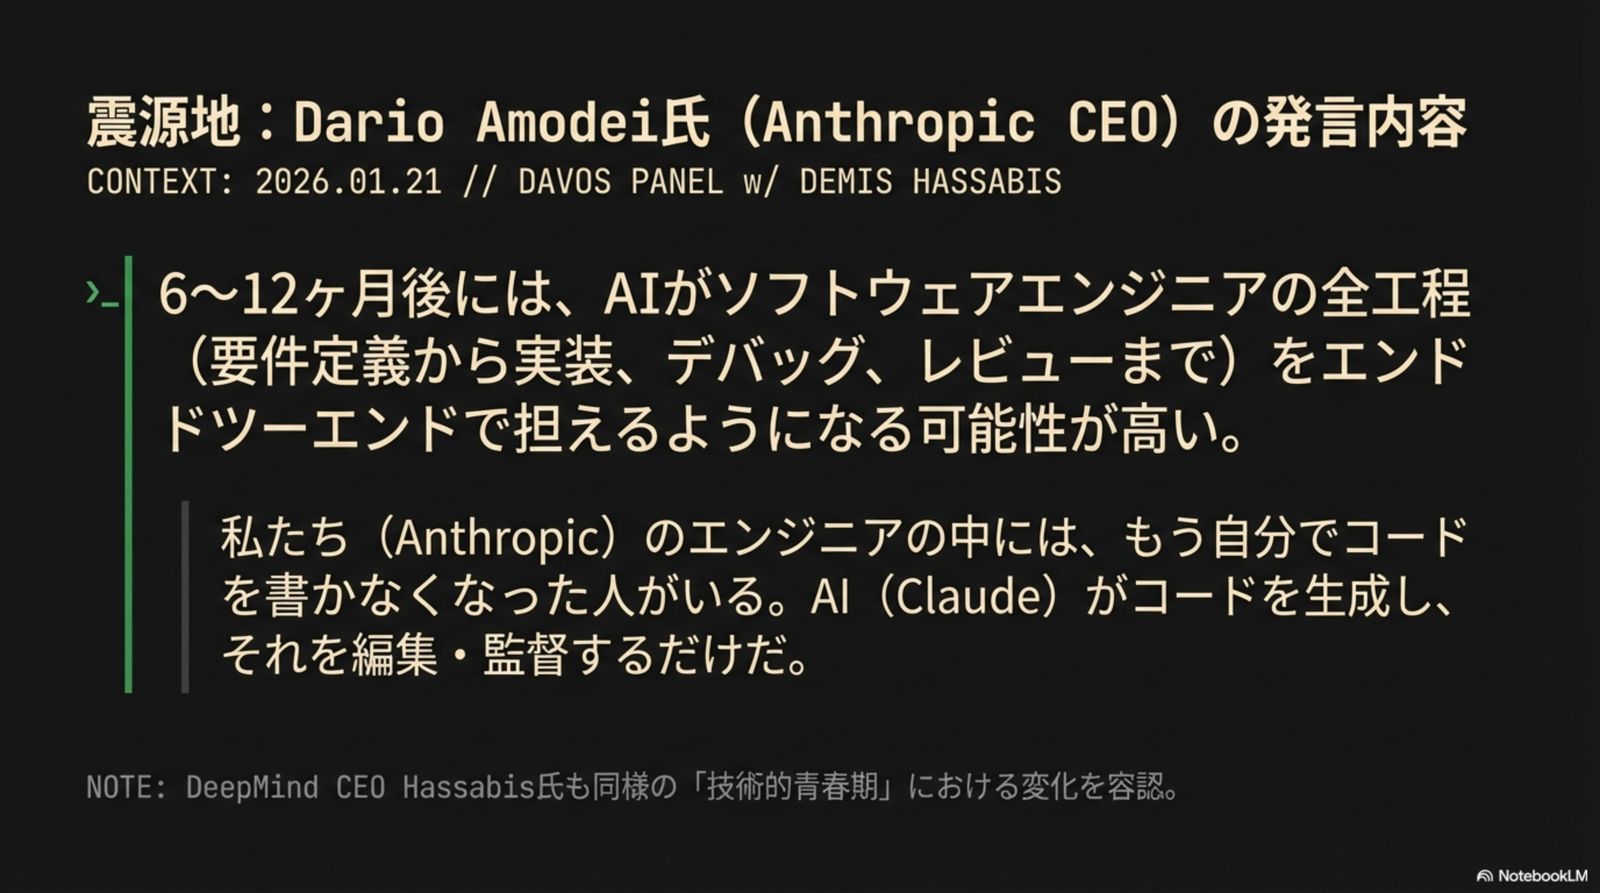 震源地：Dario Amodei氏（Anthropic CEO）の発言内容
CONTEXT: 2026.01.21 // DAVOS PANEL w/ DEMIS HASSABIS
›_
6〜12ヶ月後には、AIがソフトウェアエンジニアの全工程
（要件定義から実装、デバッグ、レビューまで）をエンド
ドツーエンドで担えるようになる可能性が高い。
私たち（Anthropic）のエンジニアの中には、もう自分でコード
を書かなくなった人がいる。AI（Claude）がコードを生成し、
それを編集・監督するだけだ。
NOTE: DeepMind CEO Hassabis氏も同様の「技術的青春期」における変化を容認。
NotebookLM